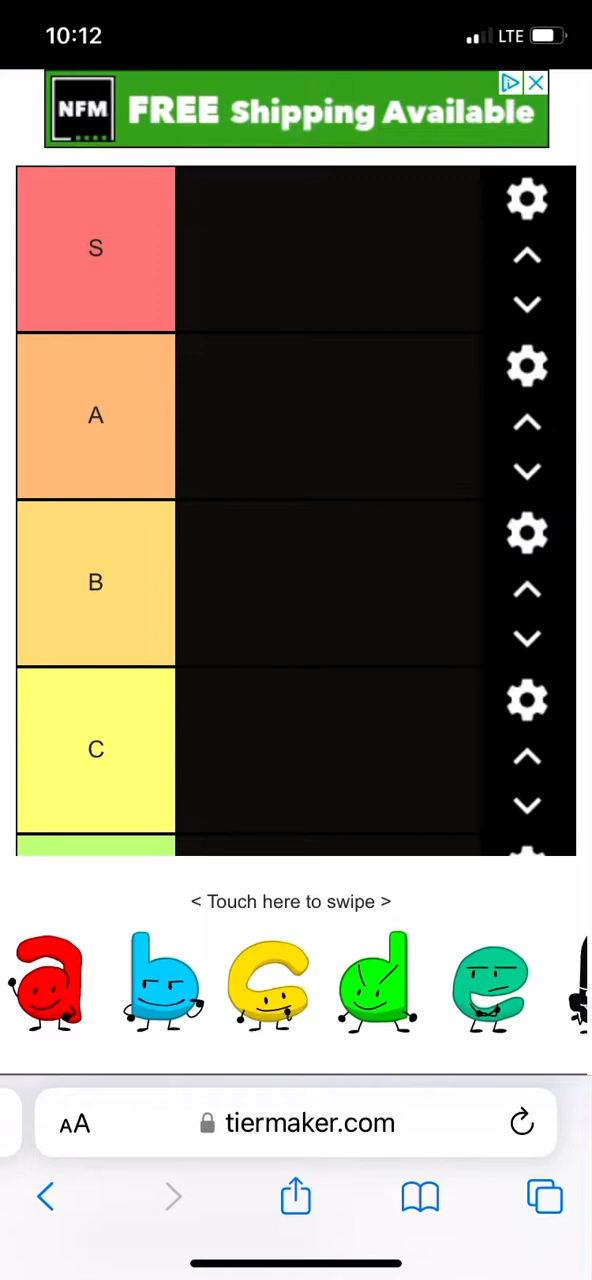 10:12
LTE
NFM
FREE Shipping Available
S
A
B
C
< Touch here to swipe >
a b c d e
AA
tiermaker.com